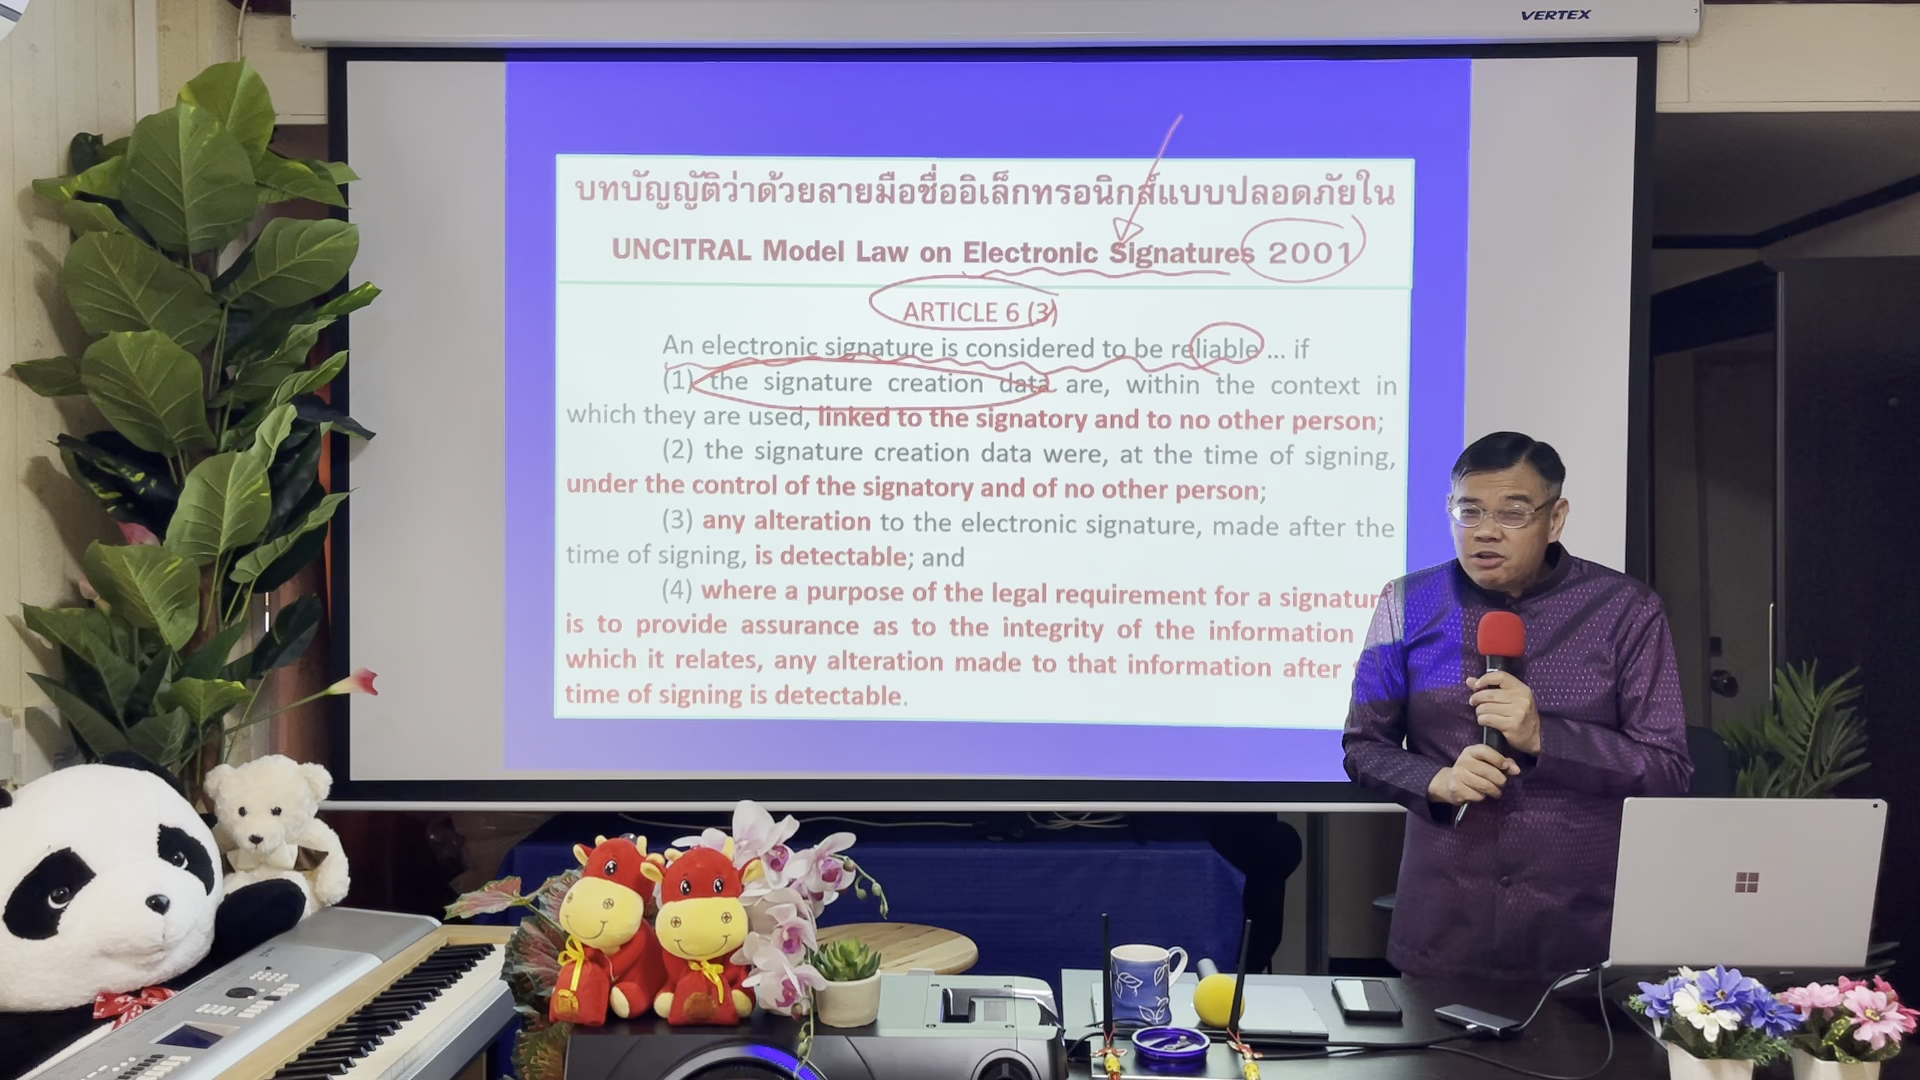 VERTEX
บทบัญญัติว่าด้วยลายมือชื่ออิเล็กทรอนิกส์แบบปลอดภัยใน
UNCITRAL Model Law on Electronic Signatures 2001
ARTICLE 6 (3)
An electronic signature is considered to be reliable ... if
(1) the signature creation data are, within the context in
which they are used, linked to the signatory and to no other person;
(2) the signature creation data were, at the time of signing,
under the control of the signatory and of no other person;
(3) any alteration to the electronic signature, made after the
time of signing, is detectable; and
(4) where a purpose of the legal requirement for a signatur
is to provide assurance as to the integrity of the information
which it relates, any alteration made to that information after
time of signing is detectable.